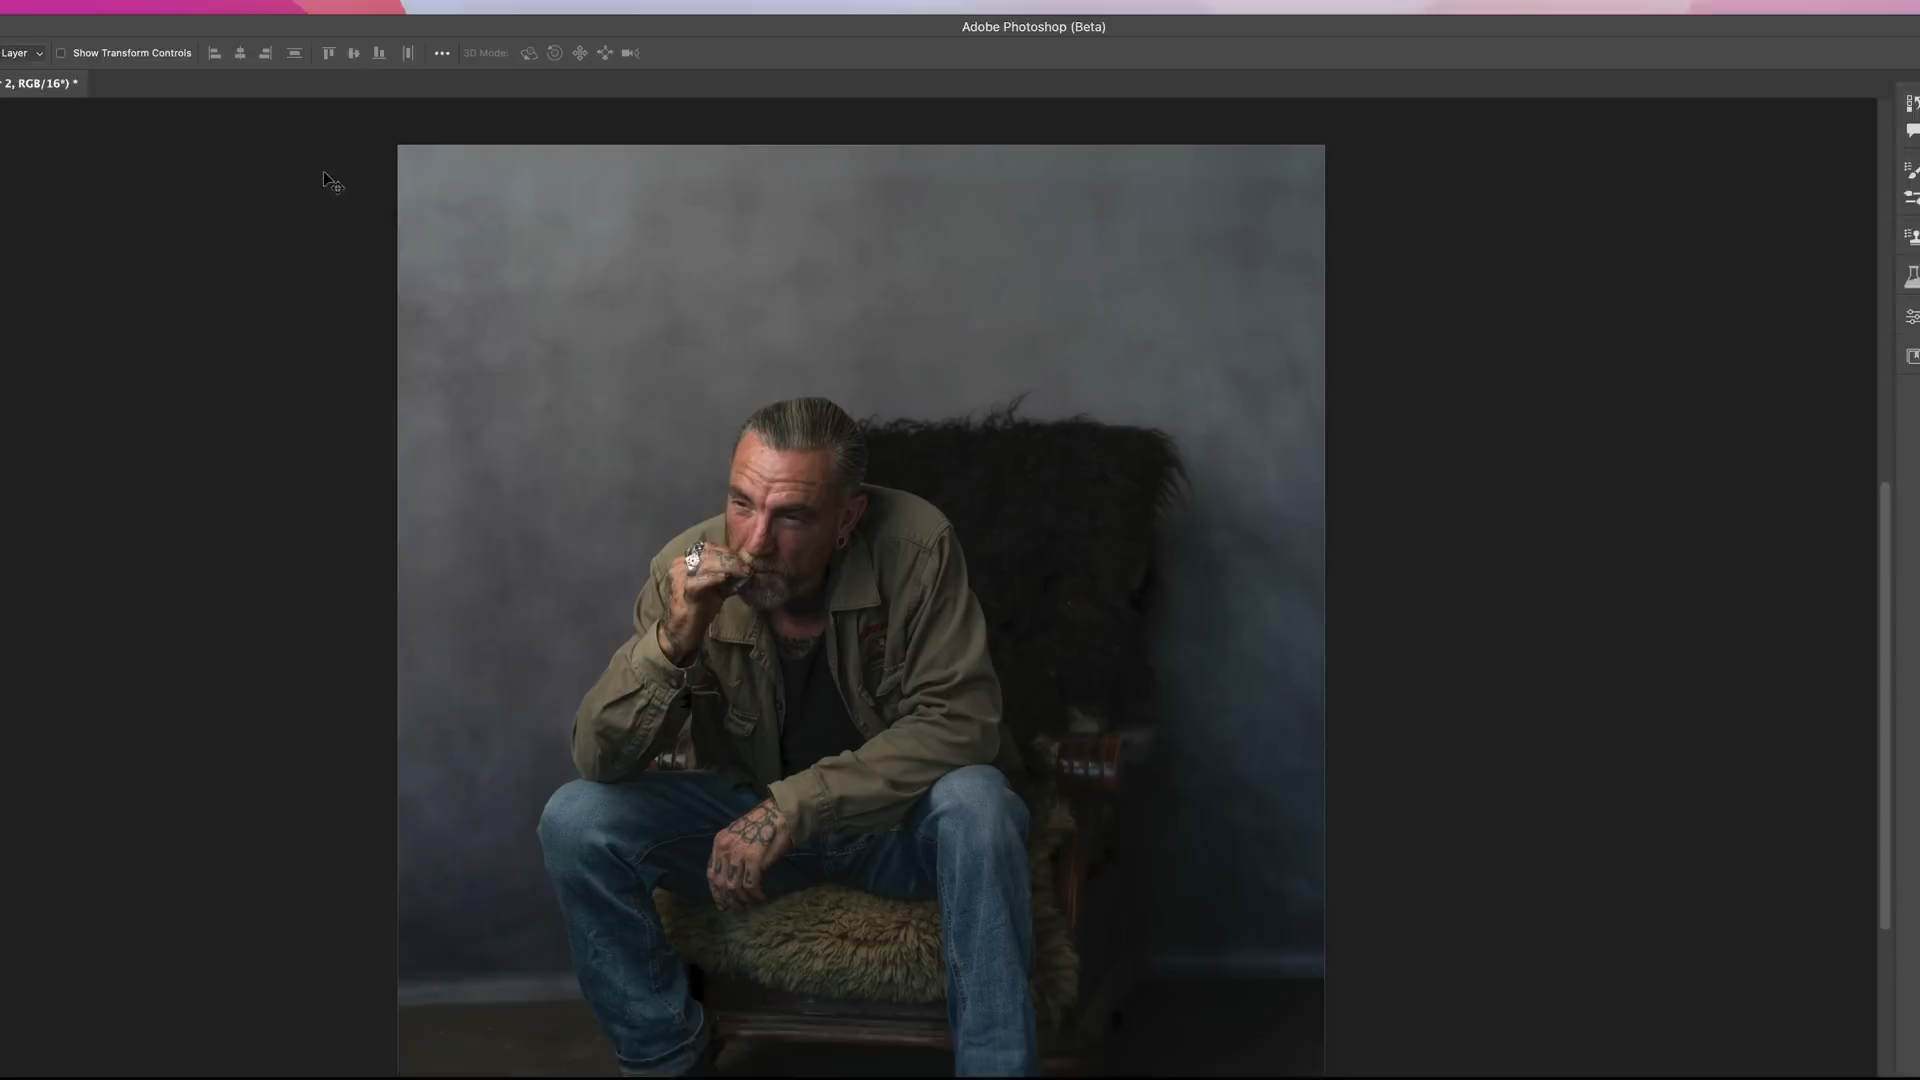 Adobe Photoshop (Beta)
Layer
Show Transform Controls
3D Mode:
2, RGB/16*) *